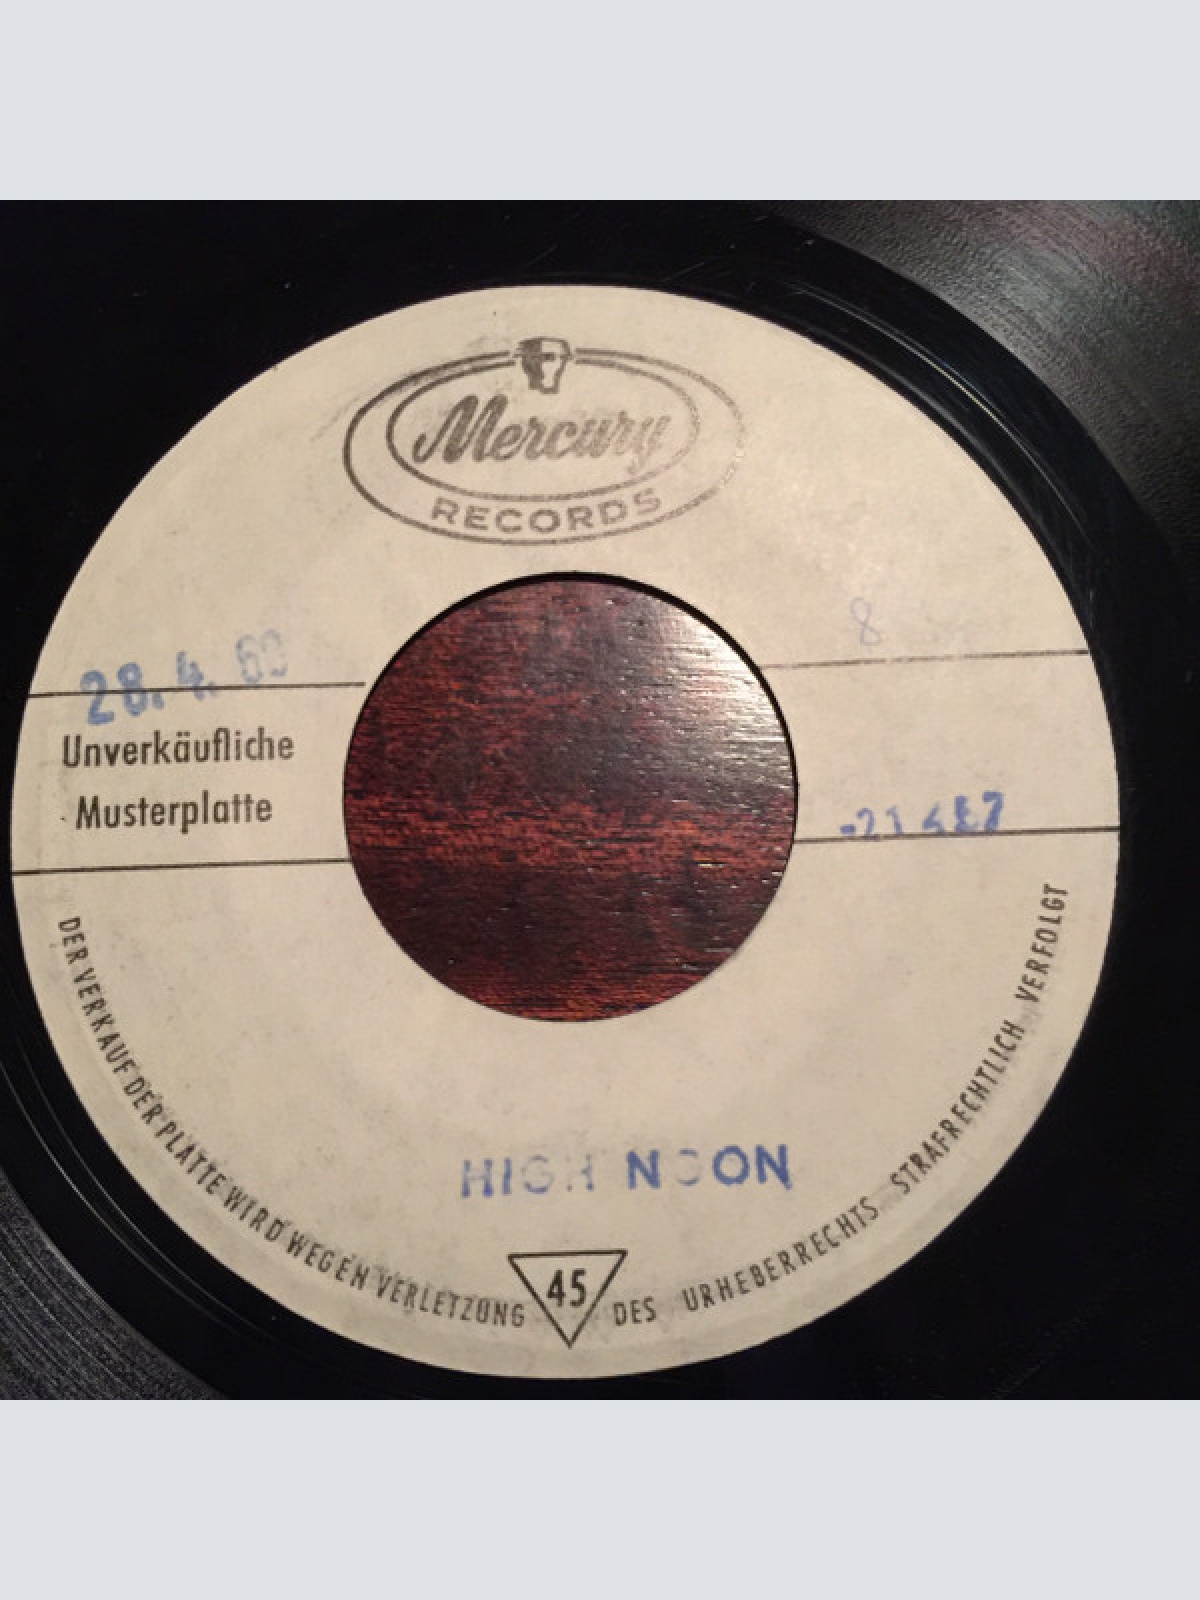 Mercury
RECORDS
8
28. 4. 60
Unverkäufliche
Musterplatte
HIGH NOON
45
DER VERKAUF DER PLATTE WIRD WEGEN VERLETZUNG DES URHEBERRECHTS STRAFRECHTLICH VERFOLGT